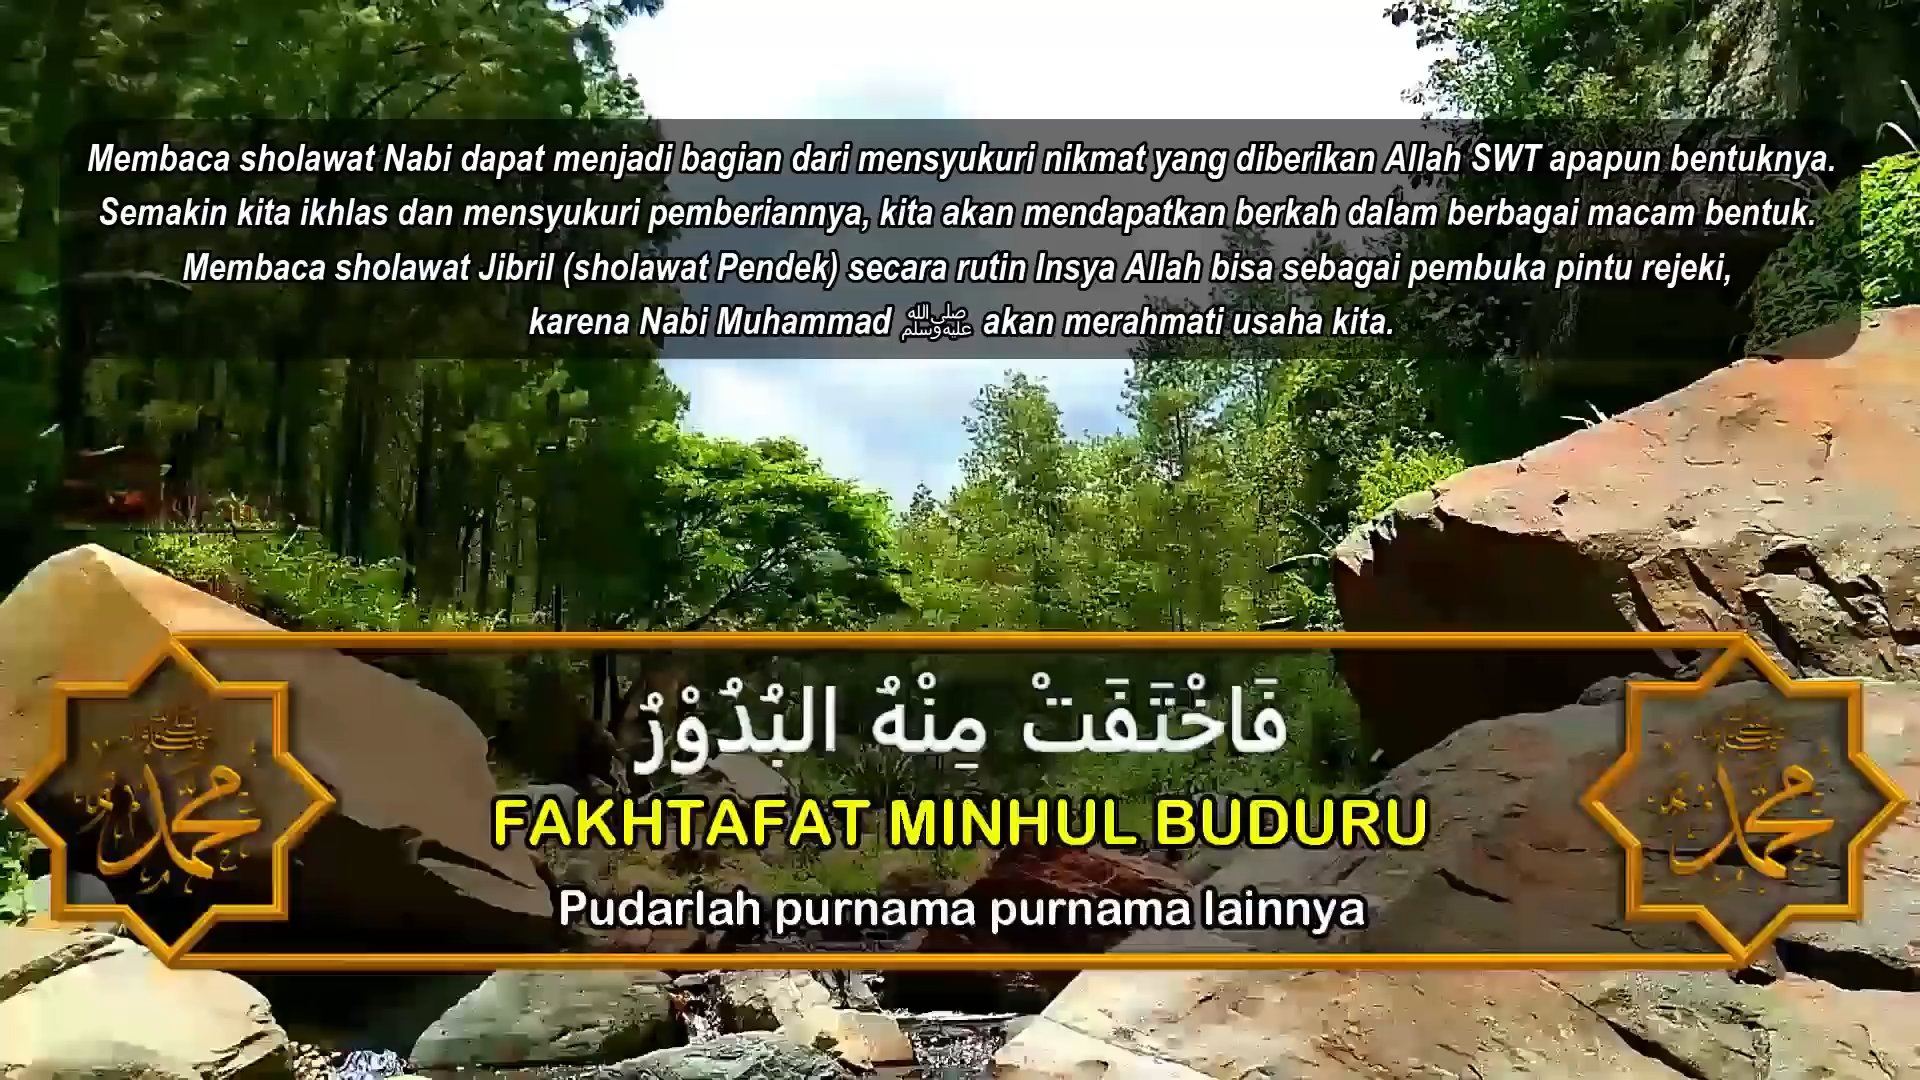 Membaca sholawat Nabi dapat menjadi bagian dari mensyukuri nikmat yang diberikan Allah SWT apapun bentuknya.
Semakin kita ikhlas dan mensyukuri pemberiannya, kita akan mendapatkan berkah dalam berbagai macam bentuk.
Membaca sholawat Jibril (sholawat Pendek) secara rutin Insya Allah bisa sebagai pembuka pintu rejeki,
karena Nabi Muhammad ﷺ akan merahmati usaha kita.
فَاخْتَفَتْ مِنْهُ البُدُوْرُ
FAKHTAFAT MINHUL BUDURU
Pudarlah purnama purnama lainnya
محمد
محمد